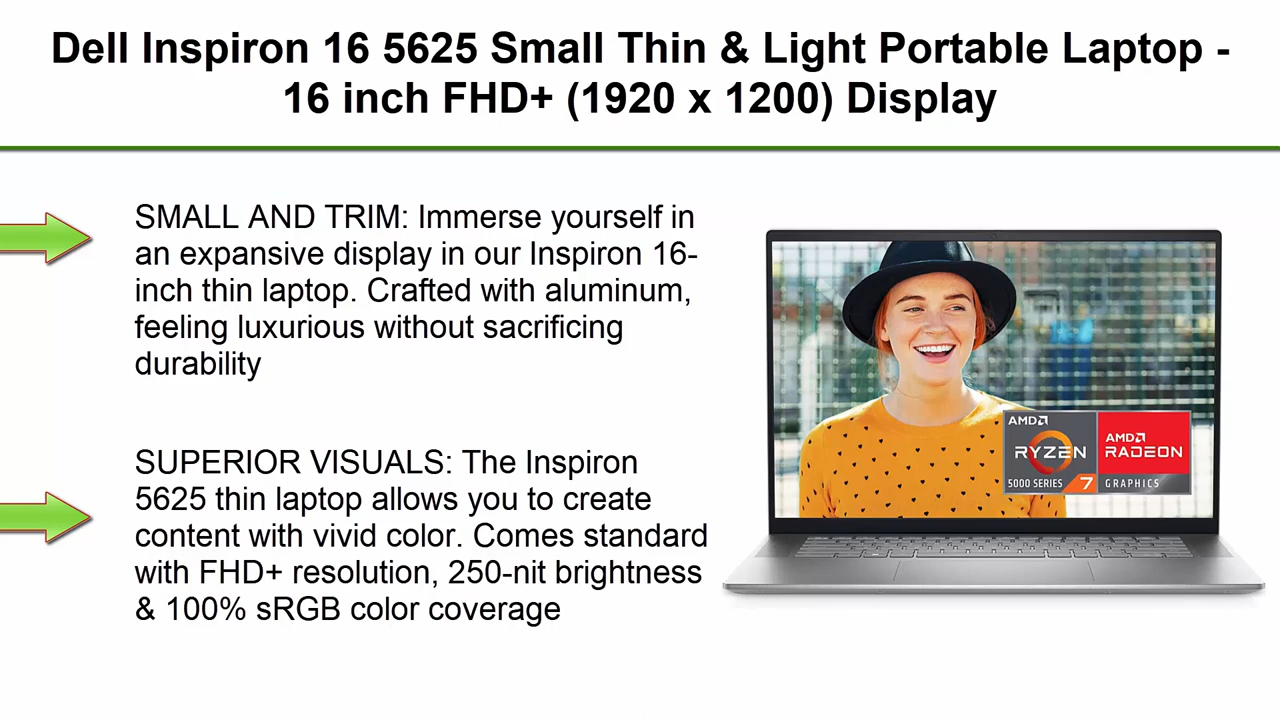 Dell Inspiron 16 5625 Small Thin & Light Portable Laptop -
16 inch FHD+ (1920 x 1200) Display
SMALL AND TRIM: Immerse yourself in
an expansive display in our Inspiron 16-
inch thin laptop. Crafted with aluminum,
feeling luxurious without sacrificing
durability
SUPERIOR VISUALS: The Inspiron
5625 thin laptop allows you to create
content with vivid color. Comes standard
with FHD+ resolution, 250-nit brightness
& 100% sRGB color coverage
AMD
RYZEN
5000 SERIES 7
AMD
RADEON
GRAPHICS